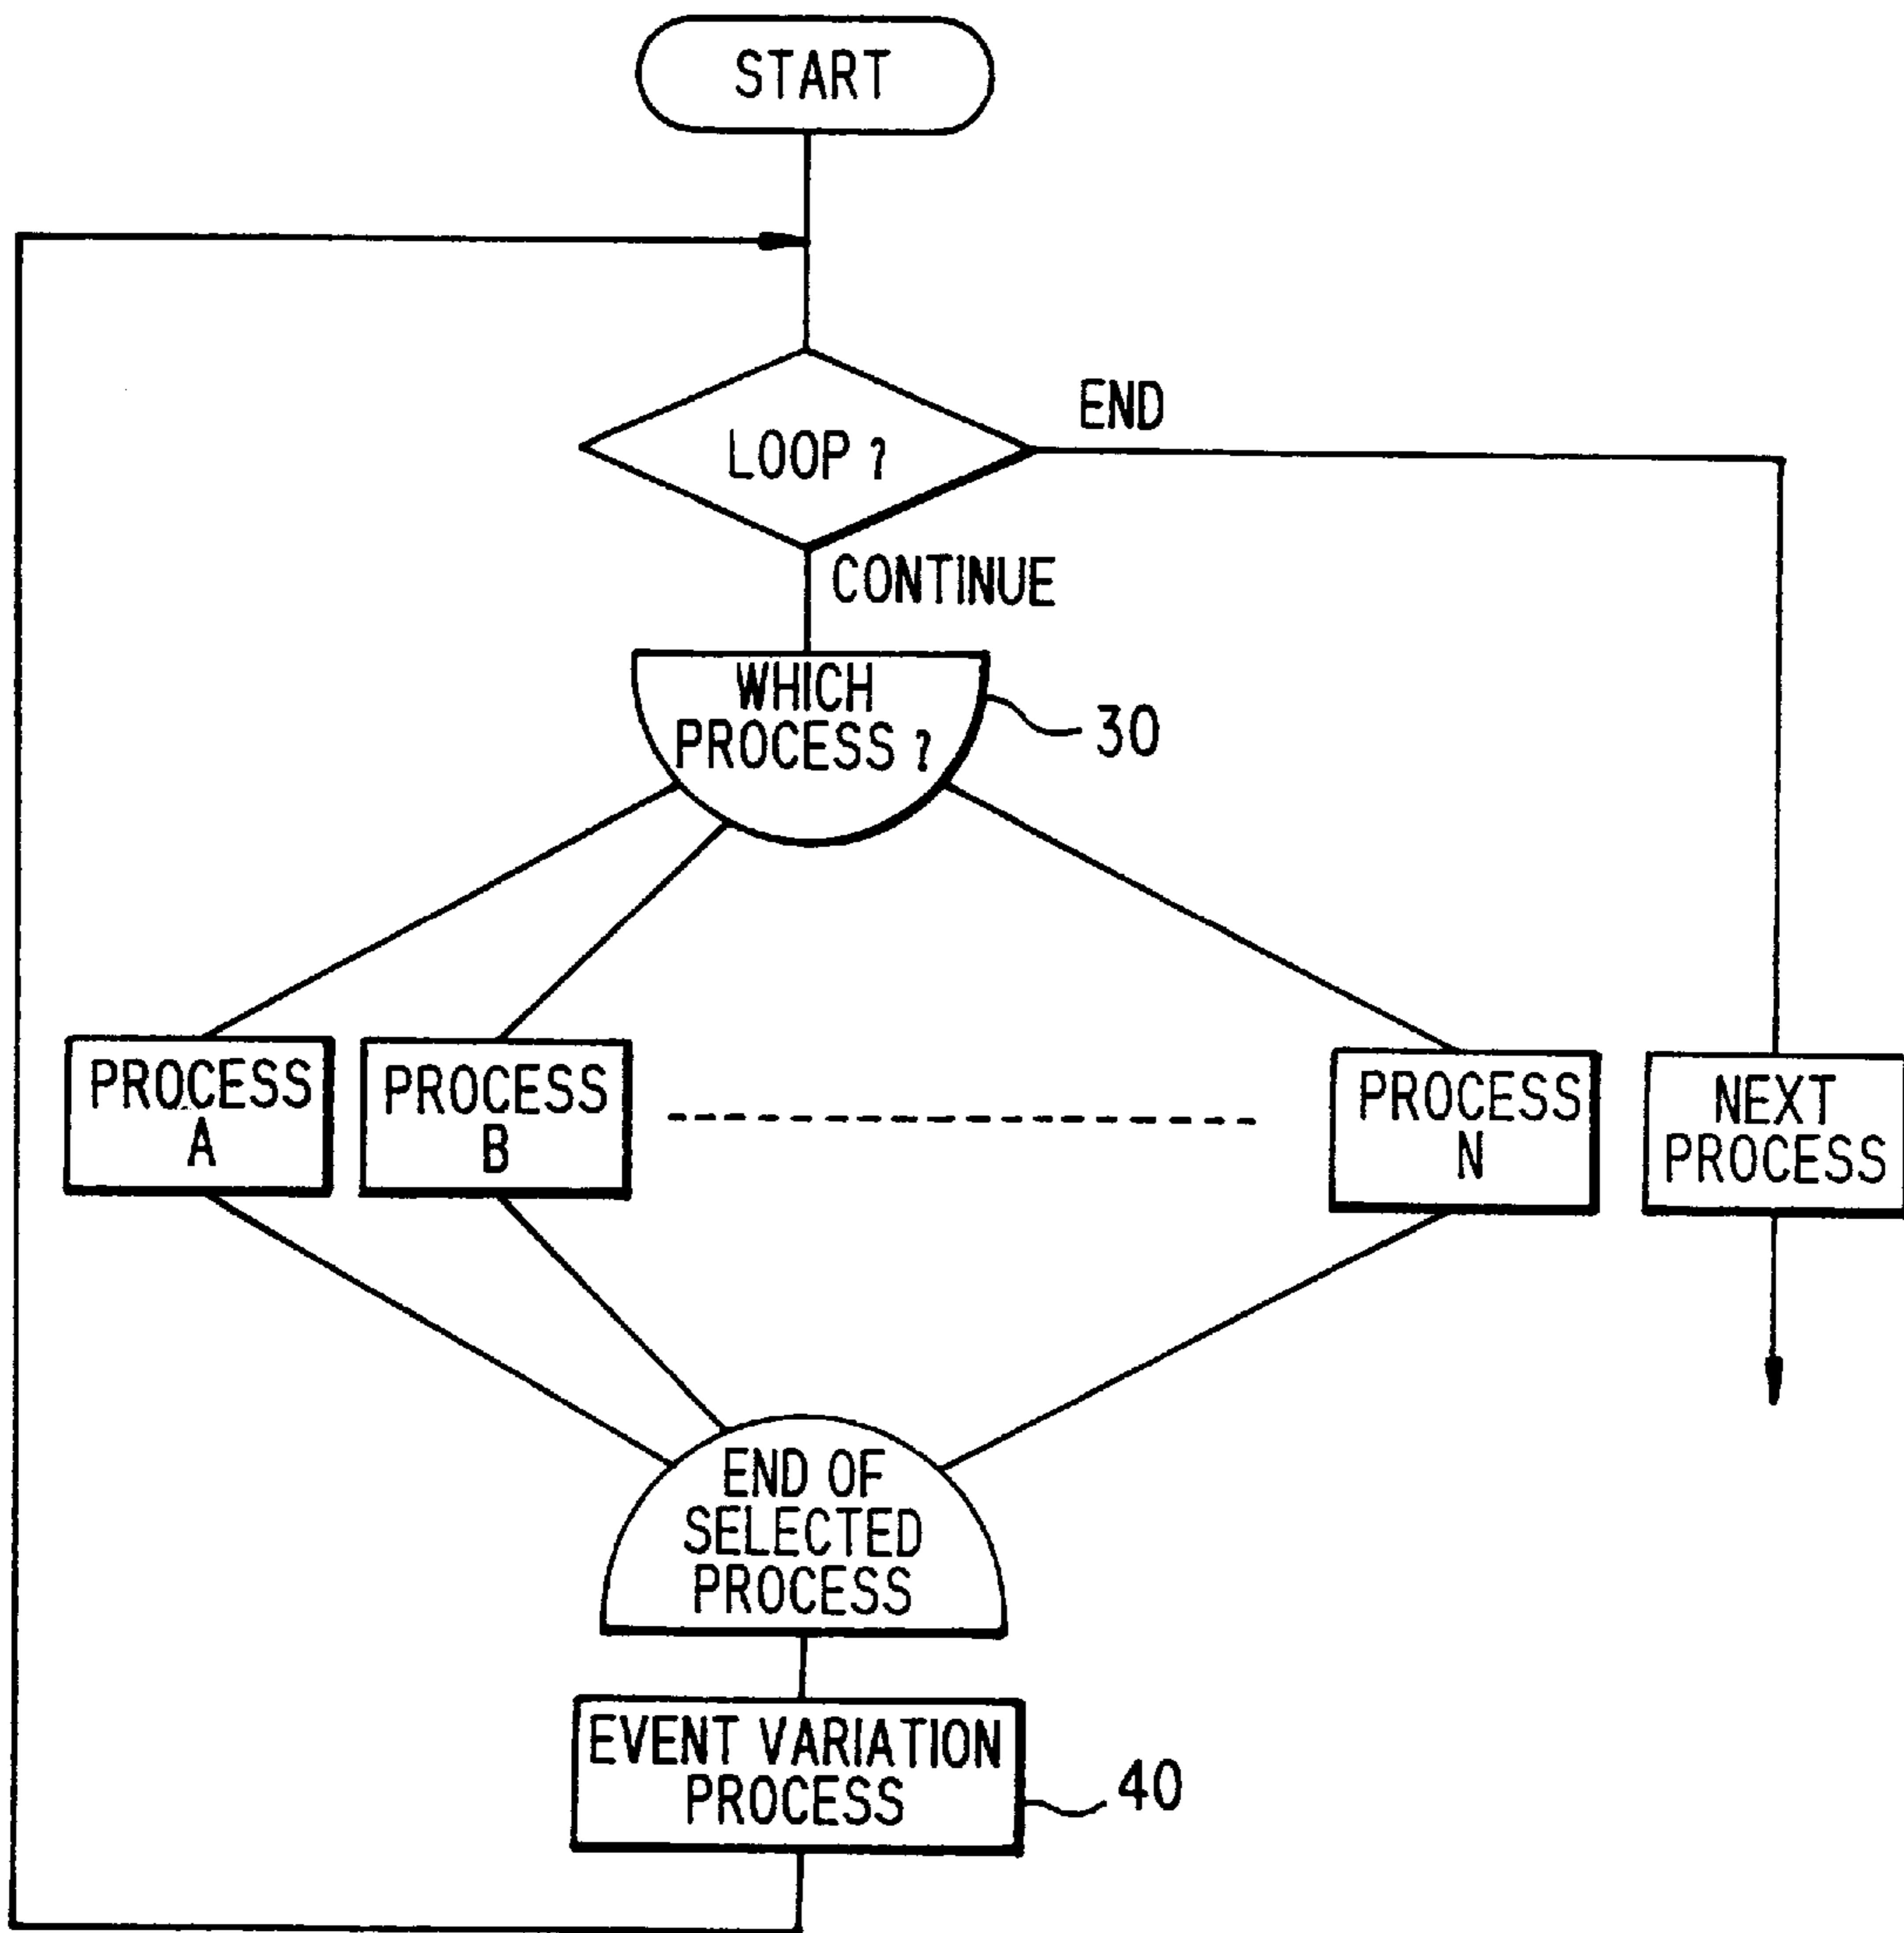 START
LOOP ?
END
CONTINUE
WHICH
PROCESS ?
30
PROCESS
A
PROCESS
B
PROCESS
N
NEXT
PROCESS
END OF
SELECTED
PROCESS
EVENT VARIATION
PROCESS
40